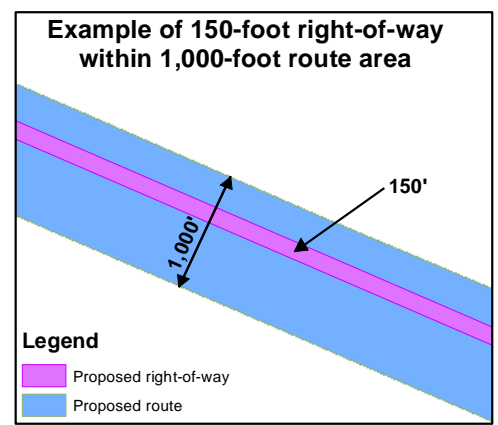 Example of 150-foot right-of-way
within 1,000-foot route area
150'
1,000'
Legend
Proposed right-of-way
Proposed route